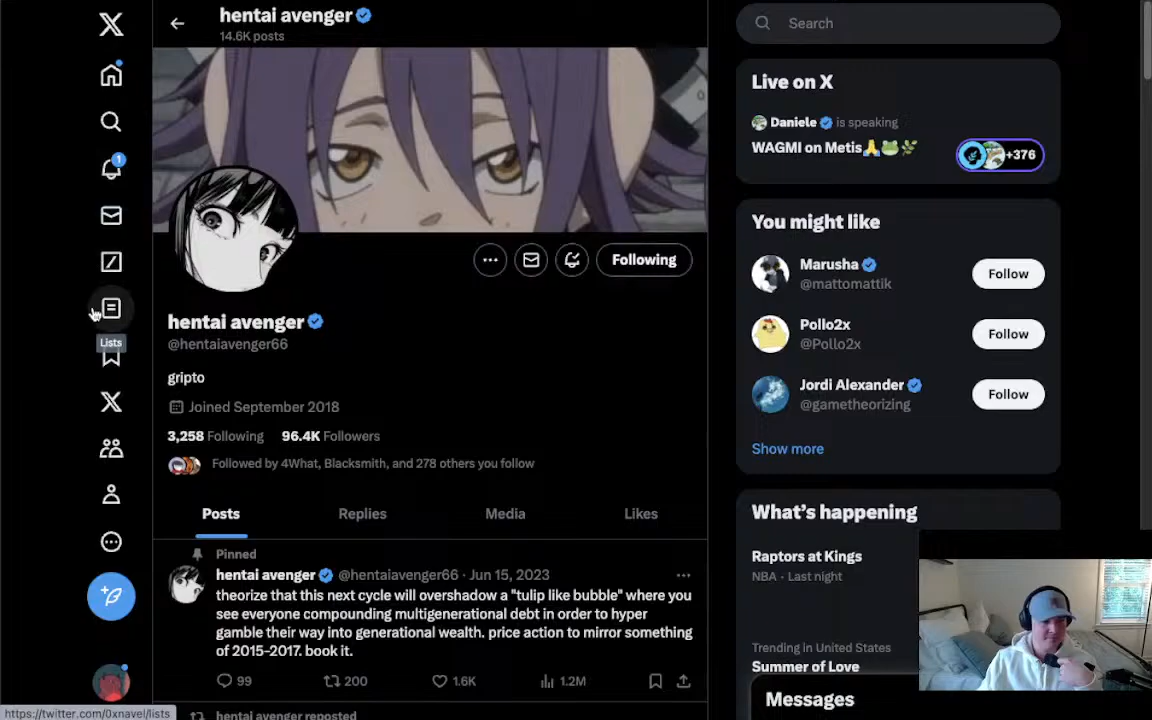 hentai avenger
14.6K posts
Search
Live on X
Daniele is speaking
WAGMI on Metis🙏🐸🌿
+376
1
You might like
Marusha
@mattomattik
Follow
Pollo2x
@Pollo2x
Follow
Jordi Alexander
@gametheorizing
Follow
Show more
Following
hentai avenger
@hentaiavenger66
gripto
Joined September 2018
3,258 Following 96.4K Followers
Followed by 4What, Blacksmith, and 278 others you follow
Lists
Posts Replies Media Likes
Pinned
hentai avenger @hentaiavenger66 · Jun 15, 2023
theorize that this next cycle will overshadow a "tulip like bubble" where you
see everyone compounding multigenerational debt in order to hyper
gamble their way into generational wealth. price action to mirror something
of 2015-2017. book it.
99 200 1.6K 1.2M
hentai avenger reposted
What's happening
Raptors at Kings
NBA · Last night
Trending in United States
Summer of Love
Messages
https://twitter.com/0xnavel/lists